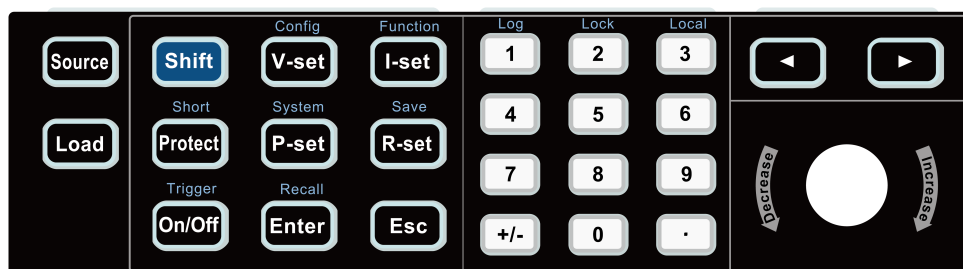 Config Function Log Lock Local
Source Shift V-set I-set 1 2 3
Short System Save
Load Protect P-set R-set 4 5 6
Trigger Recall 7 8 9
On/Off Enter Esc +/- 0 .
Decrease Increase